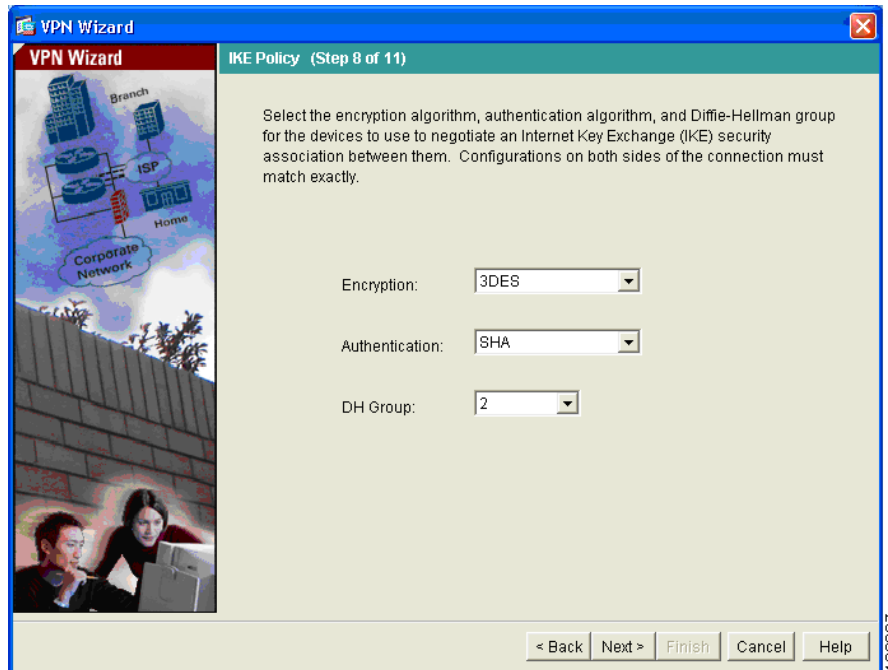 VPN Wizard
VPN Wizard
IKE Policy (Step 8 of 11)
Branch
ISP
Home
Corporate
Network
Select the encryption algorithm, authentication algorithm, and Diffie-Hellman group
for the devices to use to negotiate an Internet Key Exchange (IKE) security
association between them. Configurations on both sides of the connection must
match exactly.
Encryption: 3DES
Authentication: SHA
DH Group: 2
< Back Next > Finish Cancel Help